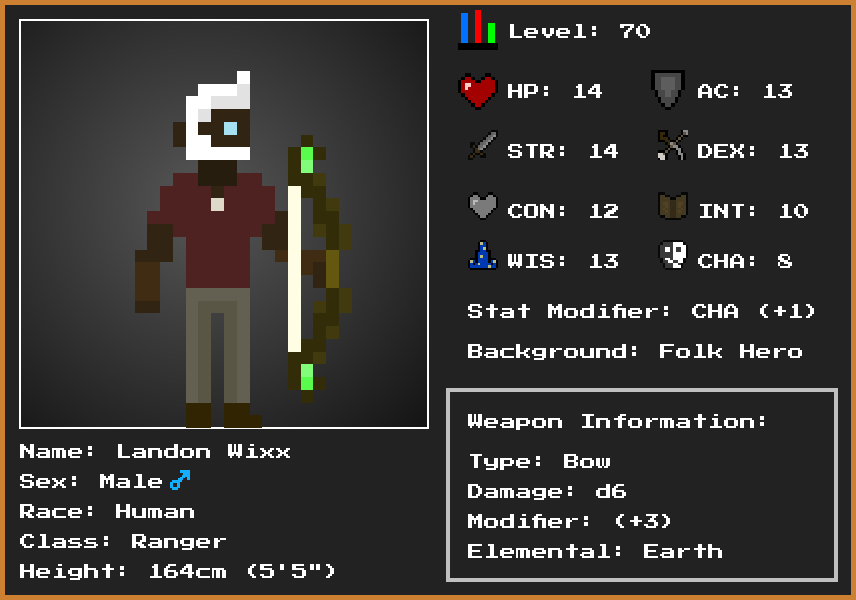 Level: 70
HP: 14
AC: 13
STR: 14
DEX: 13
CON: 12
INT: 10
WIS: 13
CHA: 8
Stat Modifier: CHA (+1)
Background: Folk Hero
Weapon Information:
Type: Bow
Damage: d6
Modifier: (+3)
Elemental: Earth
Name: Landon Wixx
Sex: Male♂
Race: Human
Class: Ranger
Height: 164cm (5'5")